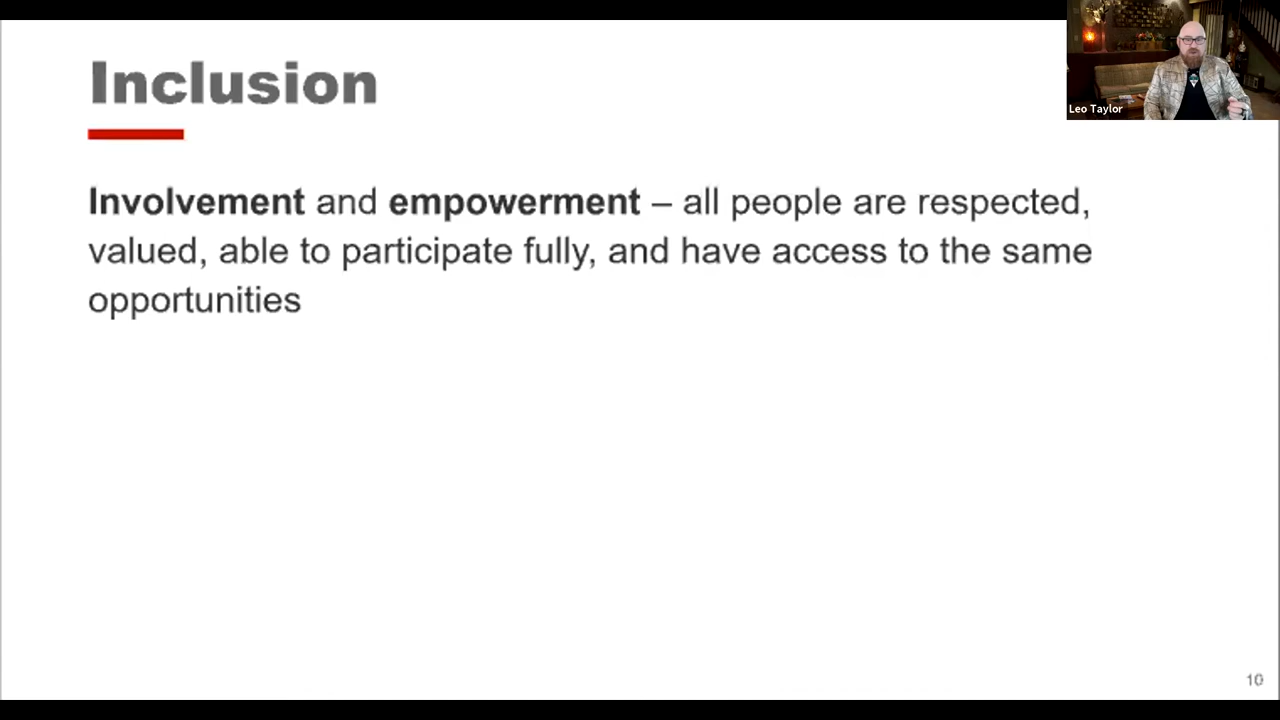 Inclusion
Leo Taylor
Involvement and empowerment – all people are respected,
valued, able to participate fully, and have access to the same
opportunities
10